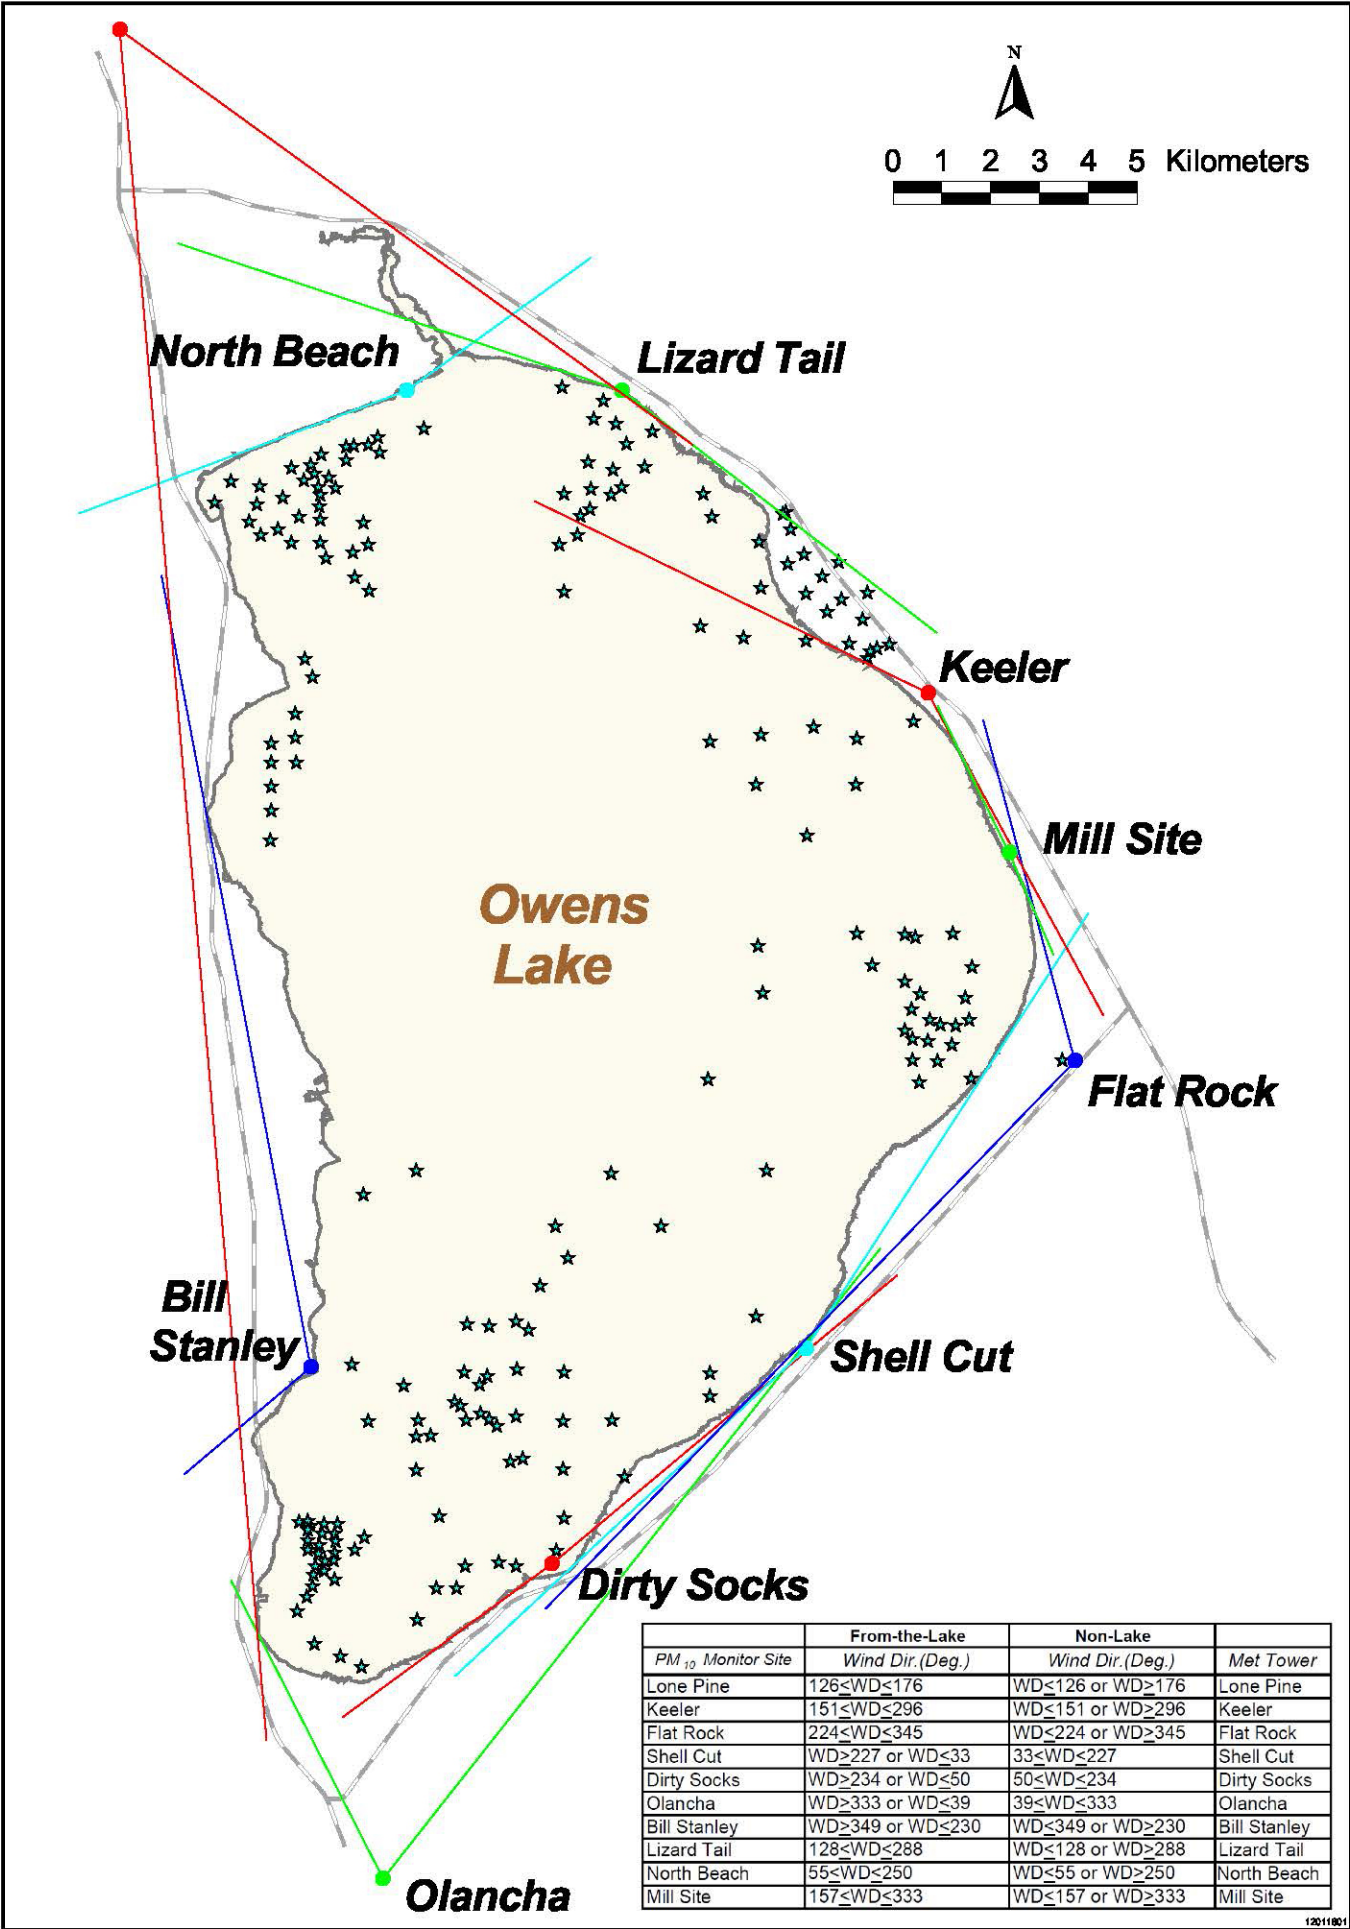 N
0 1 2 3 4 5 Kilometers
North Beach
Lizard Tail
Keeler
Mill Site
Owens
Lake
Flat Rock
Bill
Stanley
Shell Cut
Dirty Socks
Olancha
From-the-Lake Non-Lake
PM 10 Monitor Site Wind Dir.(Deg.) Wind Dir.(Deg.) Met Tower
Lone Pine 126≤WD≤176 WD≤126 or WD≥176 Lone Pine
Keeler 151≤WD≤296 WD≤151 or WD≥296 Keeler
Flat Rock 224≤WD≤345 WD≤224 or WD≥345 Flat Rock
Shell Cut WD≥227 or WD≤33 33≤WD≤227 Shell Cut
Dirty Socks WD≥234 or WD≤50 50≤WD≤234 Dirty Socks
Olancha WD≥333 or WD≤39 39≤WD≤333 Olancha
Bill Stanley WD≥349 or WD≤230 WD≤349 or WD≥230 Bill Stanley
Lizard Tail 128≤WD≤288 WD≤128 or WD≥288 Lizard Tail
North Beach 55≤WD≤250 WD≤55 or WD≥250 North Beach
Mill Site 157≤WD≤333 WD≤157 or WD≥333 Mill Site
12011801